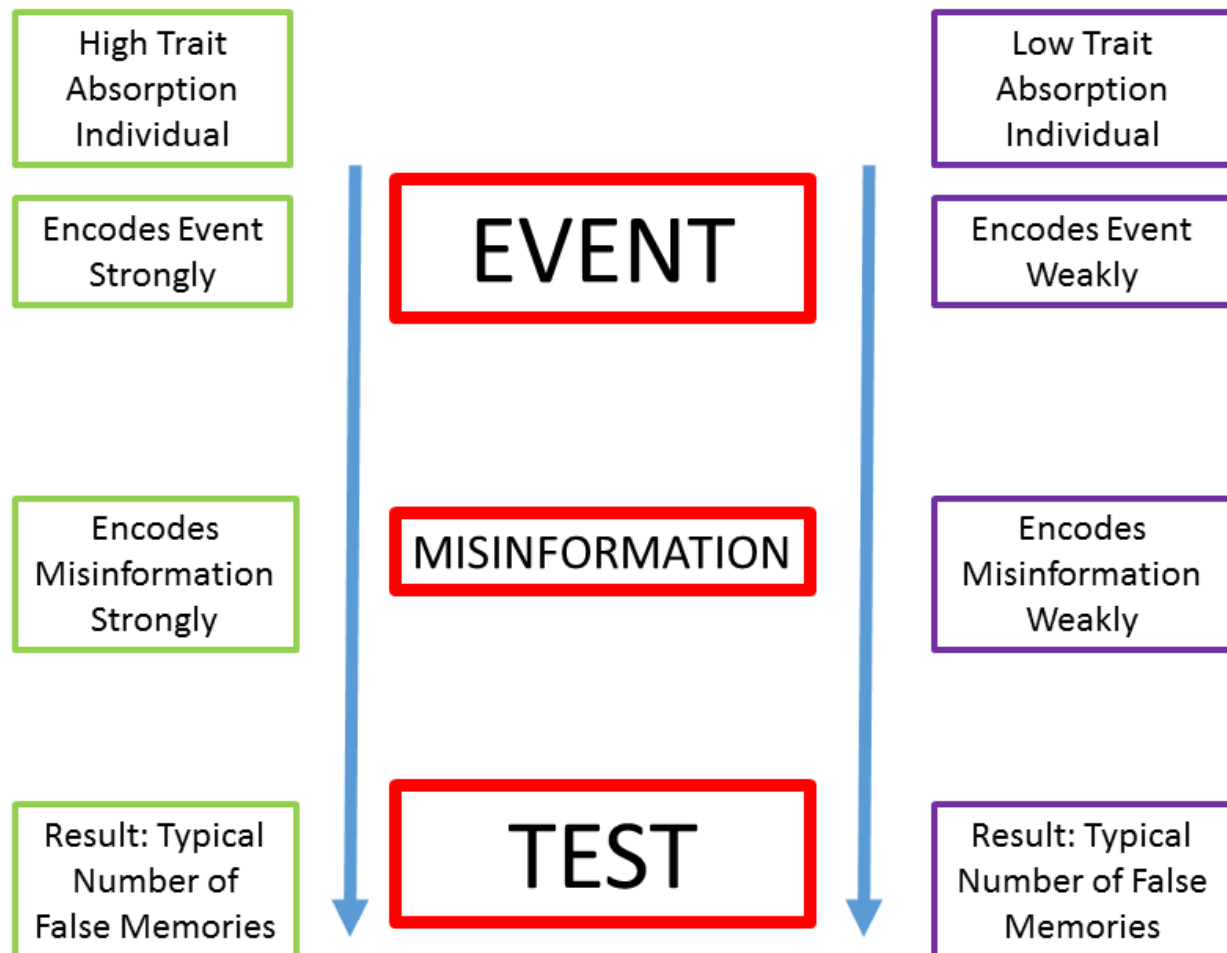 High Trait
Absorption
Individual
Low Trait
Absorption
Individual
Encodes Event
Strongly
EVENT
Encodes Event
Weakly
Encodes
Misinformation
Strongly
MISINFORMATION
Encodes
Misinformation
Weakly
Result: Typical
Number of
False Memories
TEST
Result: Typical
Number of False
Memories